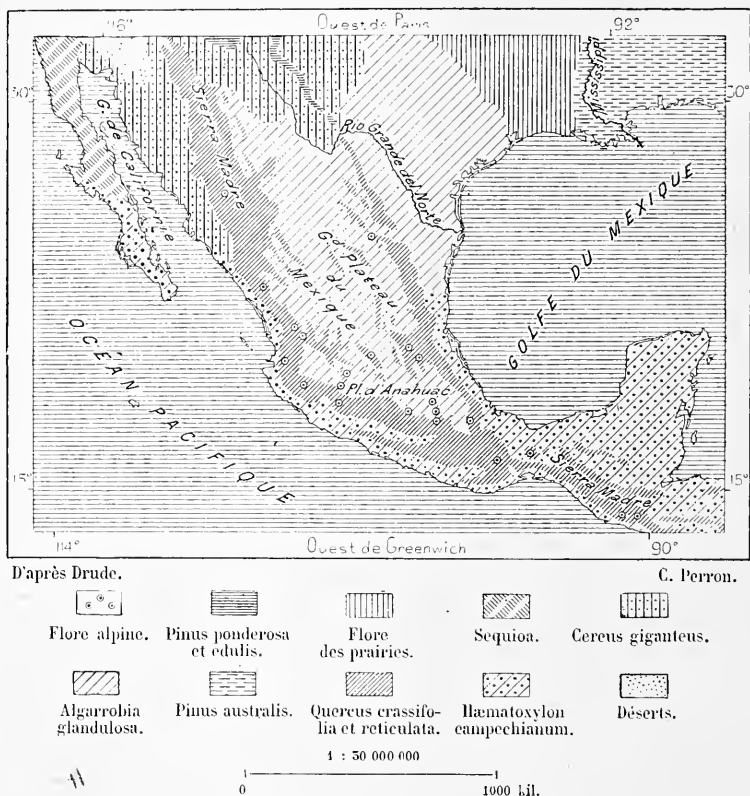 116° Ouest de Paris 92°
30° 30°
Mississippi
Sierra Madre
G. de Californie
Rio Grande del Norte
Gd. Plateau
du
Mexique
GOLFE DU MEXIQUE
OCÉAN PACIFIQUE
Pl. d'Anahuac
Sierra Madre
15° 15°
114° Ouest de Greenwich 90°
D'après Drude. C. Perron.
Flore alpine. Pinus ponderosa et edulis. Flore des prairies. Sequioa. Cereus giganteus.
Algarrobia glandulosa. Pinus australis. Quercus crassifolia et reticulata. Hæmatoxylon campechianum. Déserts.
1 : 30 000 000
0 1000 kil.